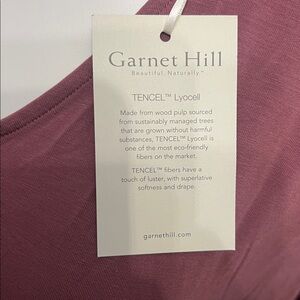 Garnet Hill
Beautiful, Naturally™
TENCEL™ Lyocell
Made from wood pulp sourced
from sustainably managed trees
that are grown without harmful
substances, TENCEL™ Lyocell is
one of the most eco-friendly
fibers on the market.
TENCEL™ fibers have a
touch of luster, with superlative
softness and drape.
garnethill.com